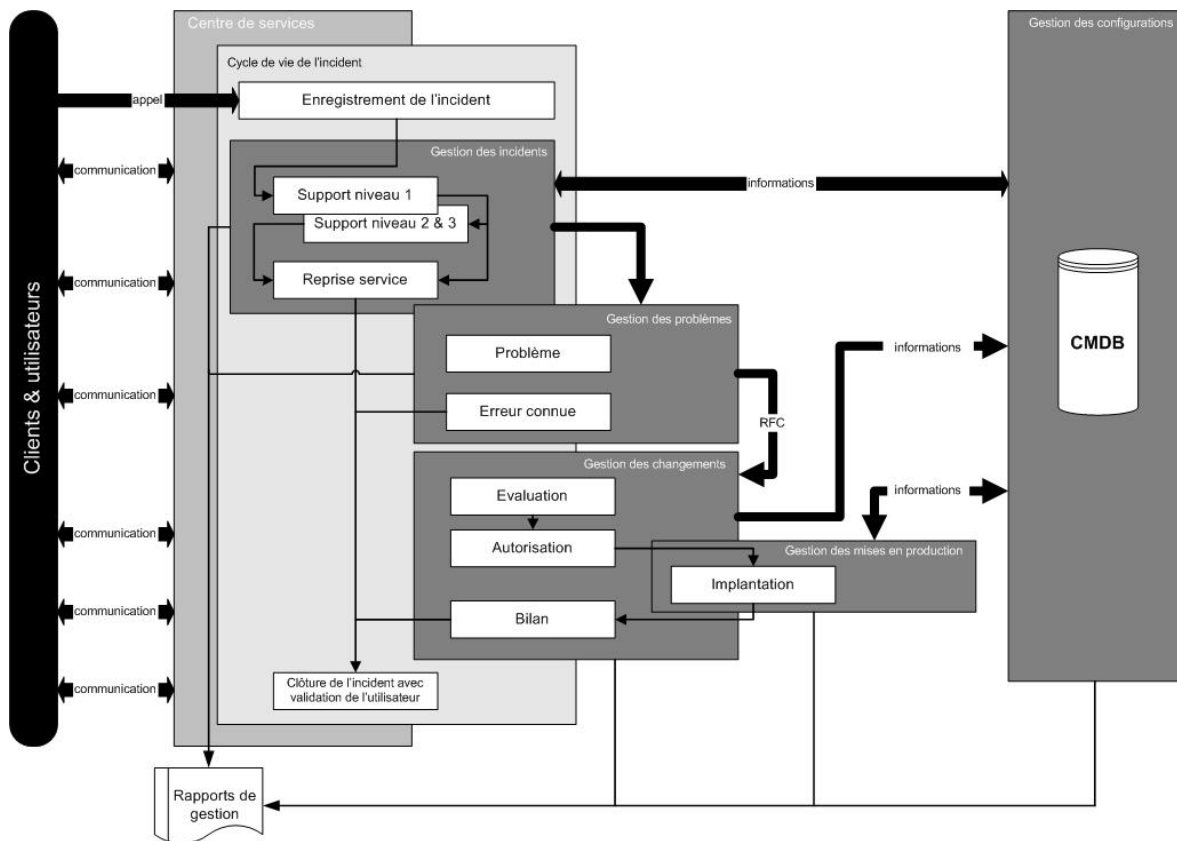 Centre de services
Gestion des configurations
Cycle de vie de l'incident
appel
Enregistrement de l'incident
Gestion des incidents
communication
informations
Support niveau 1
Support niveau 2 & 3
communication
Reprise service
Clients & utilisateurs
Gestion des problèmes
Problème
informations
CMDB
communication
Erreur connue
RFC
Gestion des changements
Evaluation
informations
communication
Autorisation
Gestion des mises en production
Implantation
communication
Bilan
communication
Clôture de l'incident avec
validation de l'utilisateur
Rapports de
gestion